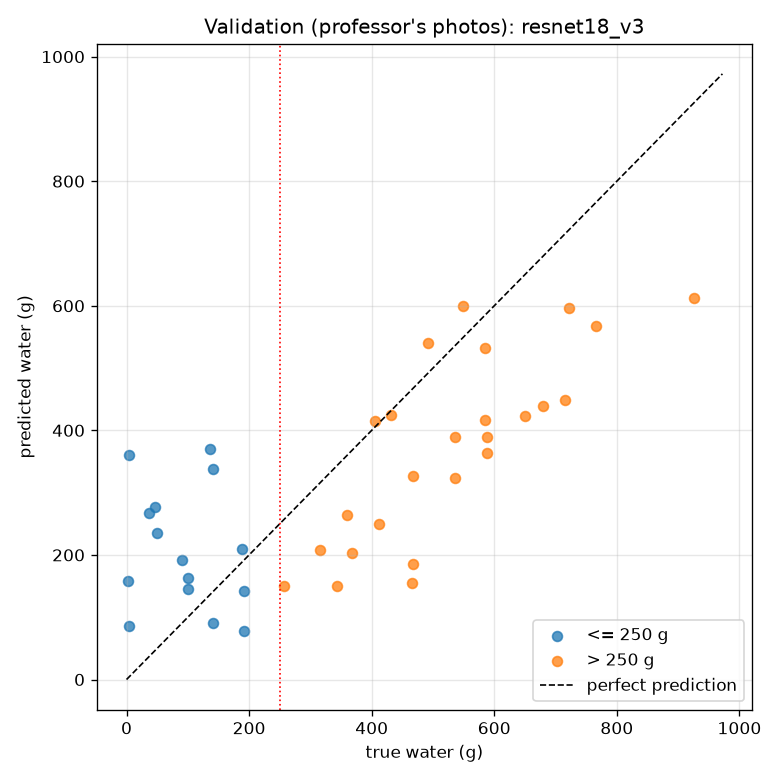 Validation (professor's photos): resnet18_v3
1000
800
600
400
200
0
predicted water (g)
0 200 400 600 800 1000
true water (g)
<= 250 g
> 250 g
perfect prediction